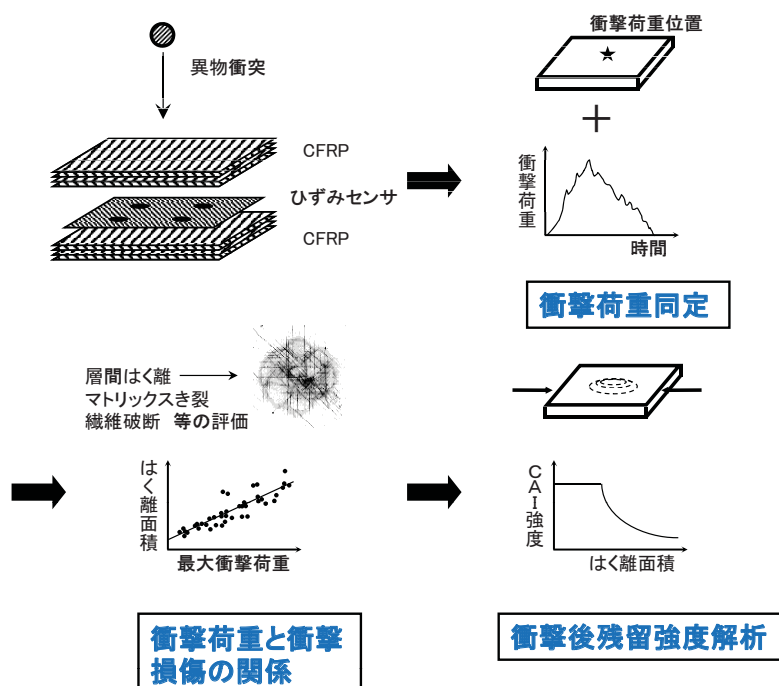 異物衝突
CFRP
ひずみセンサ
CFRP
衝撃荷重位置
+
衝撃荷重
時間
衝撃荷重同定
層間はく離
マトリックスき裂
繊維破断 等の評価
はく離面積
最大衝撃荷重
衝撃荷重と衝撃
損傷の関係
CAI強度
はく離面積
衝撃後残留強度解析